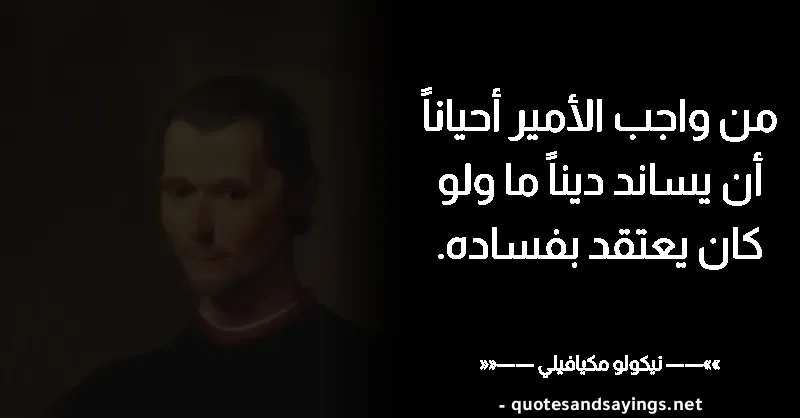 من واجب الأمير أحياناً
أن يساند ديناً ما ولو
كان يعتقد بفساده.
»»——— نيكولو مكيافيلي ———««
- quotesandsayings.net